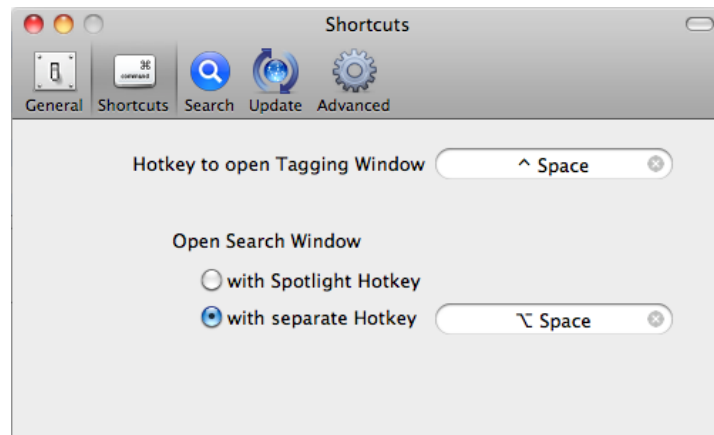 Shortcuts
⌘
command
General Shortcuts Search Update Advanced
Hotkey to open Tagging Window ^ Space
Open Search Window
with Spotlight Hotkey
with separate Hotkey ⌥ Space